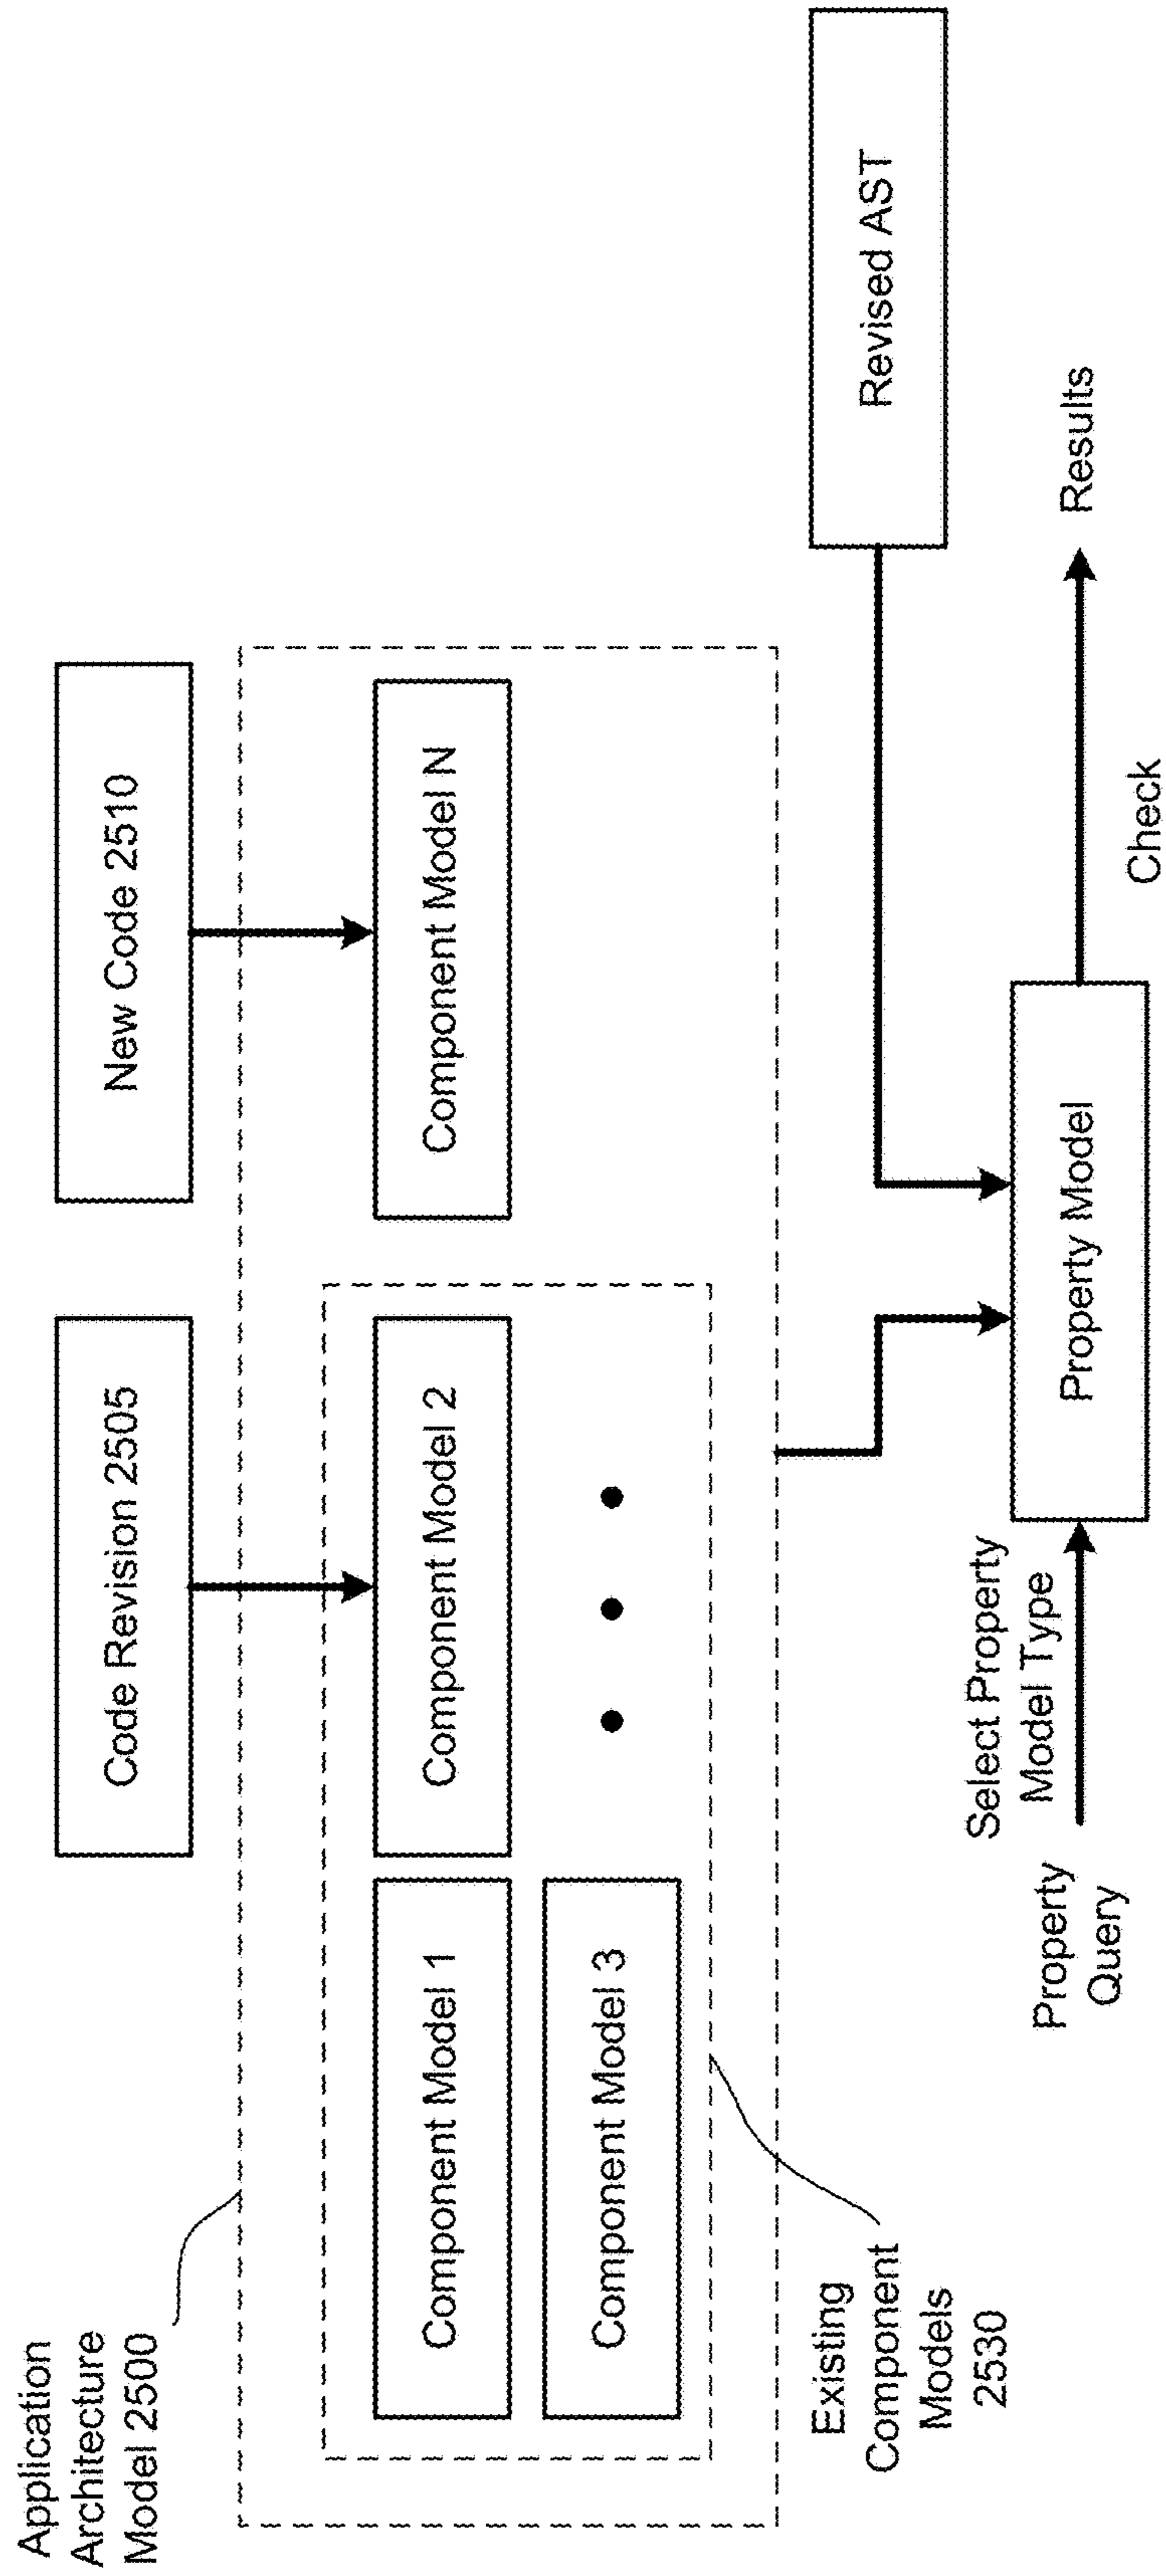 Application
Architecture
Model 2500
Code Revision 2505
New Code 2510
Component Model 1
Component Model 2
Component Model N
Component Model 3
Existing
Component
Models
2530
Revised AST
Property
Query
Select Property
Model Type
Property Model
Check
Results